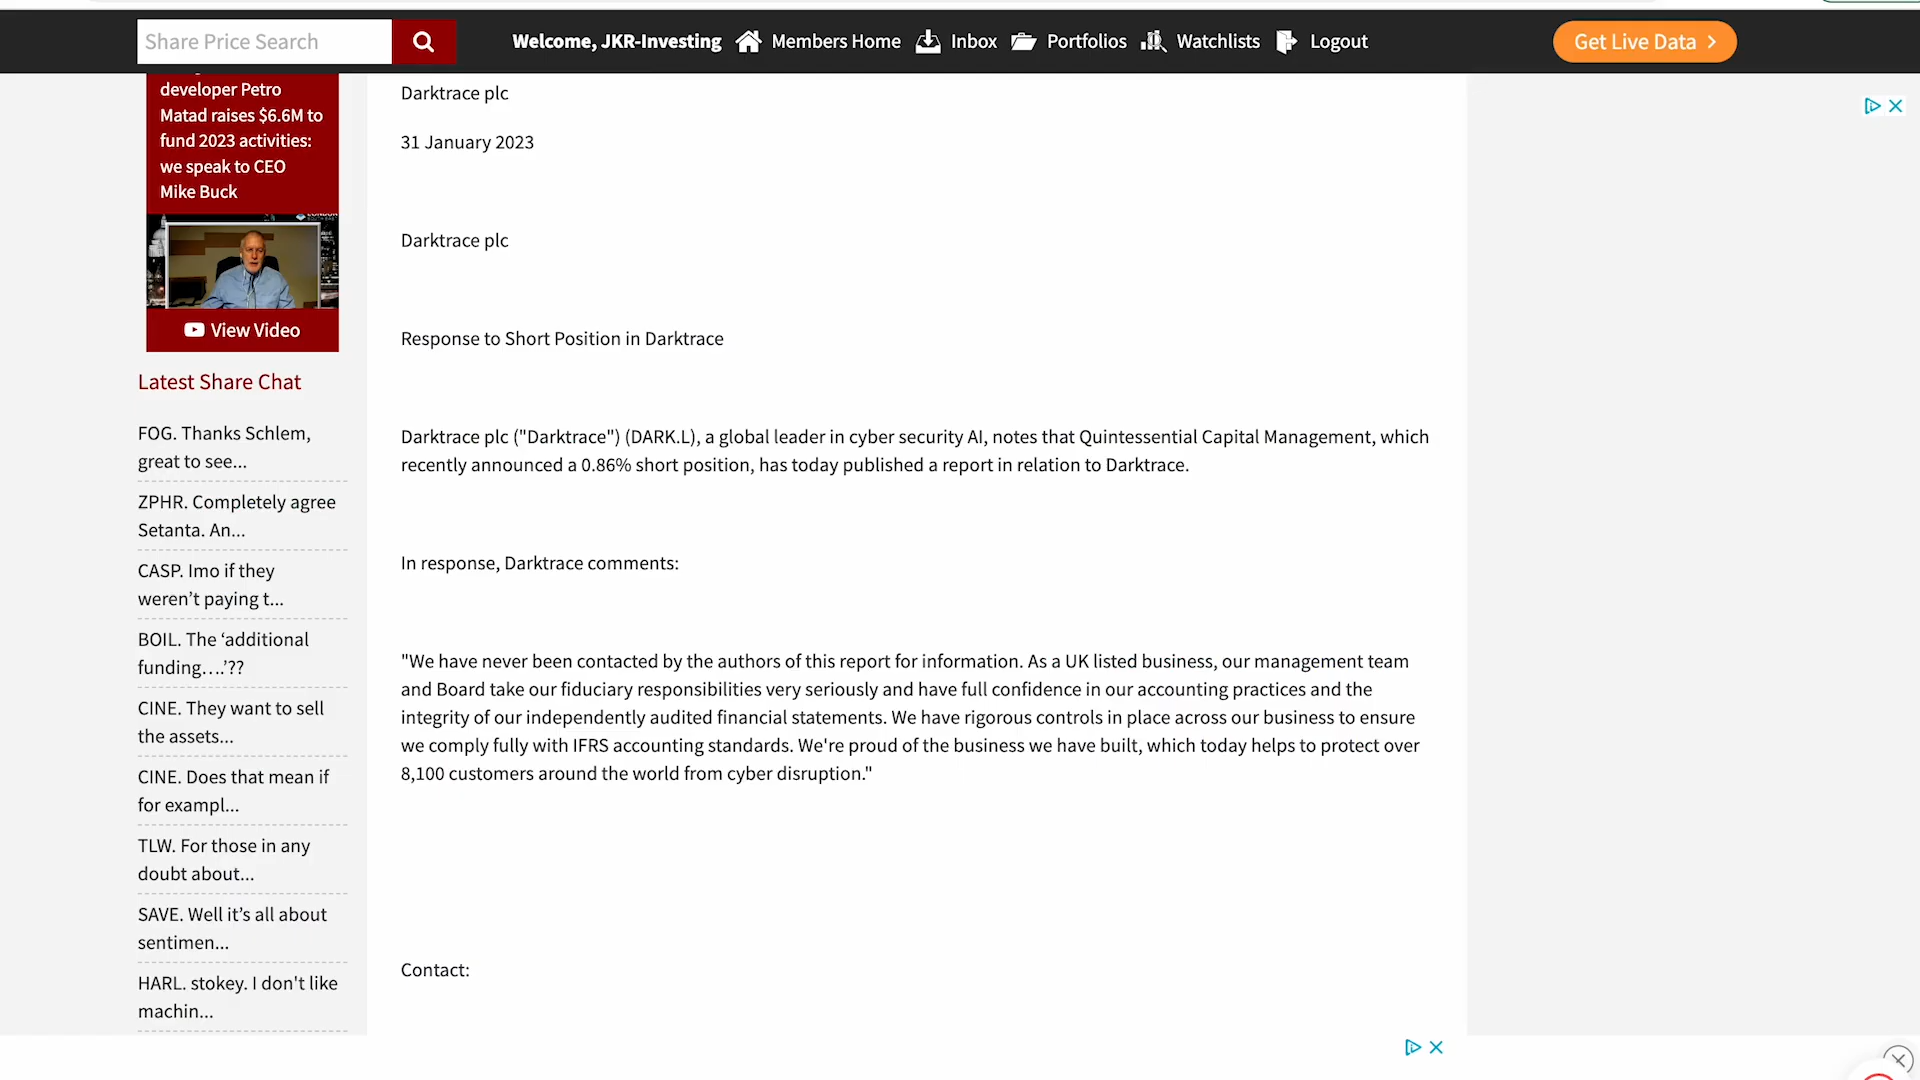 Share Price Search
Welcome, JKR-Investing
Members Home
Inbox
Portfolios
Watchlists
Logout
Get Live Data
developer Petro
Matad raises $6.6M to
fund 2023 activities:
we speak to CEO
Mike Buck
View Video
Latest Share Chat
FOG. Thanks Schlem,
great to see...
ZPHR. Completely agree
Setanta. An...
CASP. Imo if they
weren’t paying t...
BOIL. The ‘additional
funding….’??
CINE. They want to sell
the assets...
CINE. Does that mean if
for exampl...
TLW. For those in any
doubt about...
SAVE. Well it’s all about
sentimen...
HARL. stokey. I don't like
machin...
Darktrace plc
31 January 2023
Darktrace plc
Response to Short Position in Darktrace
Darktrace plc ("Darktrace") (DARK.L), a global leader in cyber security AI, notes that Quintessential Capital Management, which
recently announced a 0.86% short position, has today published a report in relation to Darktrace.
In response, Darktrace comments:
"We have never been contacted by the authors of this report for information. As a UK listed business, our management team
and Board take our fiduciary responsibilities very seriously and have full confidence in our accounting practices and the
integrity of our independently audited financial statements. We have rigorous controls in place across our business to ensure
we comply fully with IFRS accounting standards. We're proud of the business we have built, which today helps to protect over
8,100 customers around the world from cyber disruption."
Contact: